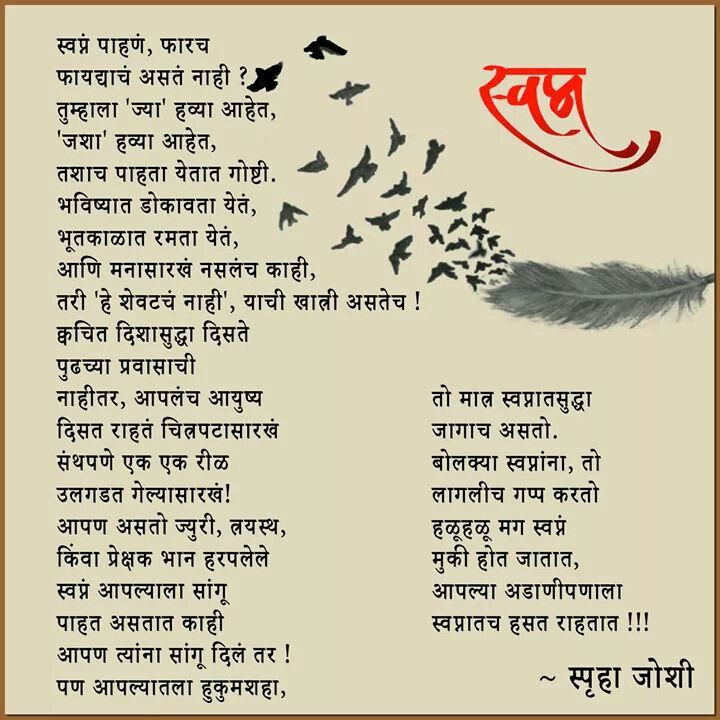 स्वप्न
स्वप्नं पाहणं, फारच
फायद्याचं असतं नाही ?
तुम्हाला 'ज्या' हव्या आहेत,
'जशा' हव्या आहेत,
तशाच पाहता येतात गोष्टी.
भविष्यात डोकावता येतं,
भूतकाळात रमता येतं,
आणि मनासारखं नसलंच काही,
तरी 'हे शेवटचं नाही', याची खात्री असतेच !
क्वचित दिशासुद्धा दिसते
पुढच्या प्रवासाची
नाहीतर, आपलंच आयुष्य
दिसत राहतं चित्रपटासारखं
संथपणे एक एक रीळ
उलगडत गेल्यासारखं!
आपण असतो ज्युरी, त्रयस्थ,
किंवा प्रेक्षक भान हरपलेले
स्वप्नं आपल्याला सांगू
पाहत असतात काही
आपण त्यांना सांगू दिलं तर !
पण आपल्यातला हुकुमशहा,
तो मात्र स्वप्नातसुद्धा
जागाच असतो.
बोलक्या स्वप्नांना, तो
लागलीच गप्प करतो
हळूहळू मग स्वप्नं
मुकी होत जातात,
आपल्या अडाणीपणाला
स्वप्नातच हसत राहतात !!!
~ स्पृहा जोशी